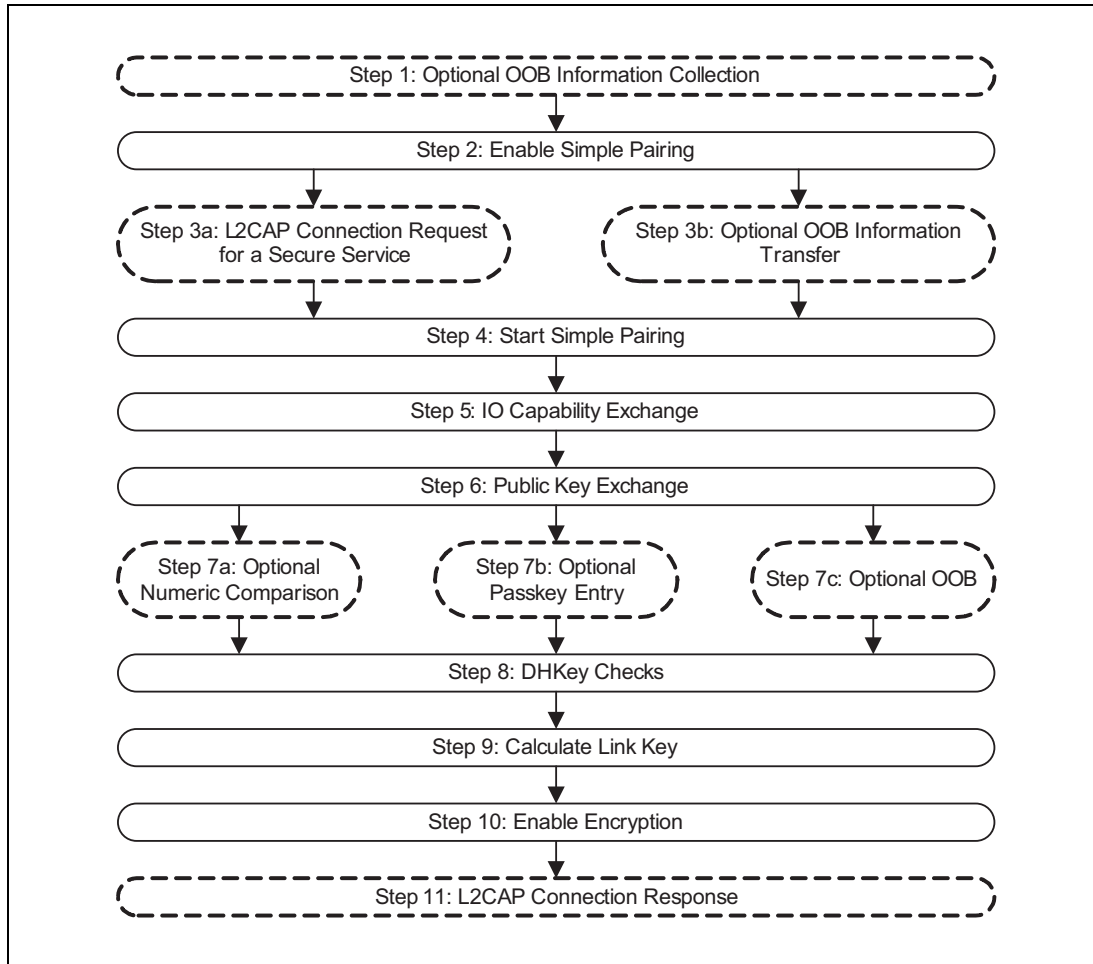 Step 1: Optional OOB Information Collection
Step 2: Enable Simple Pairing
Step 3a: L2CAP Connection Request
for a Secure Service
Step 3b: Optional OOB Information
Transfer
Step 4: Start Simple Pairing
Step 5: IO Capability Exchange
Step 6: Public Key Exchange
Step 7a: Optional
Numeric Comparison
Step 7b: Optional
Passkey Entry
Step 7c: Optional OOB
Step 8: DHKey Checks
Step 9: Calculate Link Key
Step 10: Enable Encryption
Step 11: L2CAP Connection Response